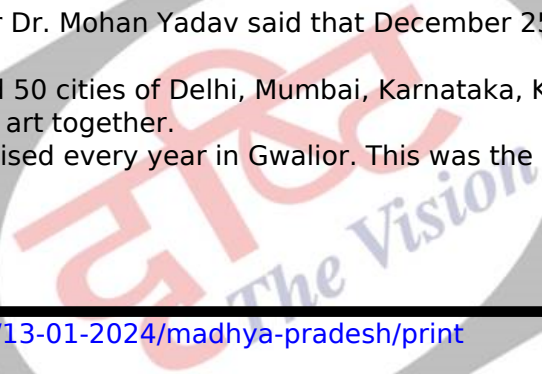 r Dr. Mohan Yadav said that December 25
l 50 cities of Delhi, Mumbai, Karnataka, K
art together.
ised every year in Gwalior. This was the
दृष्टि
The Vision
/13-01-2024/madhya-pradesh/print